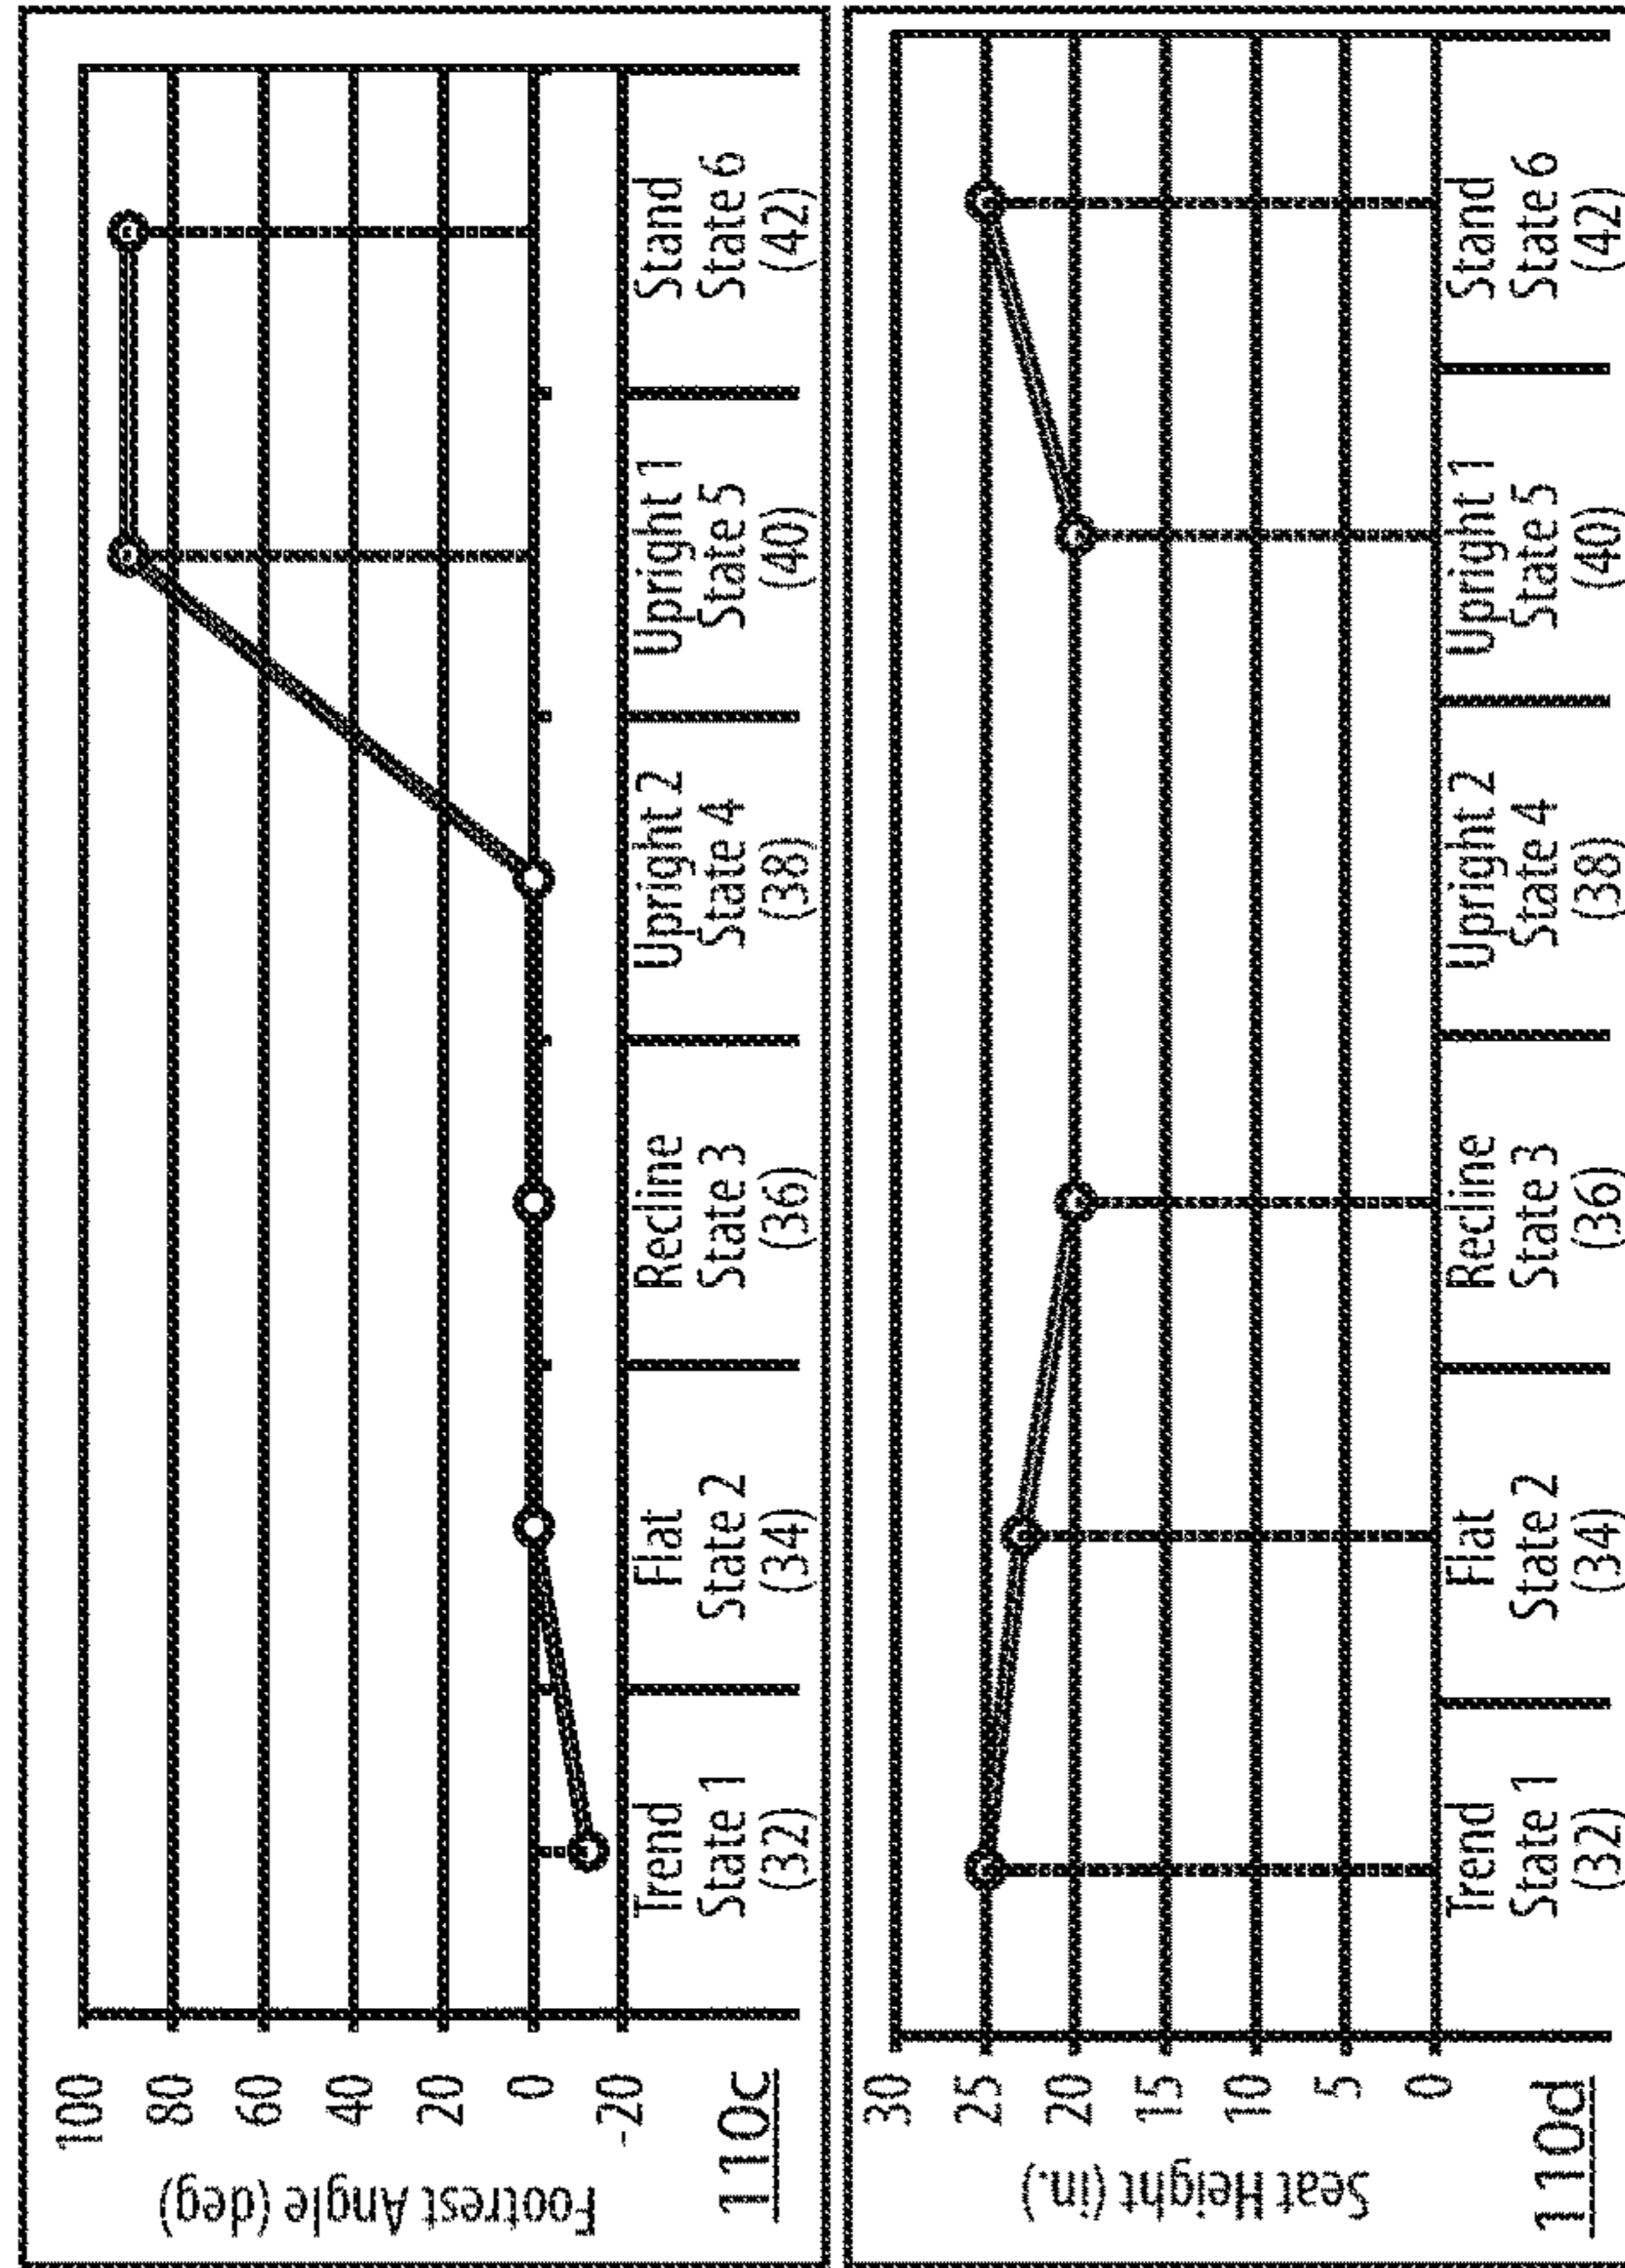 Footrest Angle (deg)
100
80
60
40
20
0
-20
110c
Trend
State 1
(32)
Flat
State 2
(34)
Recline
State 3
(36)
Upright 2
State 4
(38)
Upright 1
State 5
(40)
Stand
State 6
(42)
Seat Height (in.)
30
25
20
15
10
5
0
110d
Trend
State 1
(32)
Flat
State 2
(34)
Recline
State 3
(36)
Upright 2
State 4
(38)
Upright 1
State 5
(40)
Stand
State 6
(42)